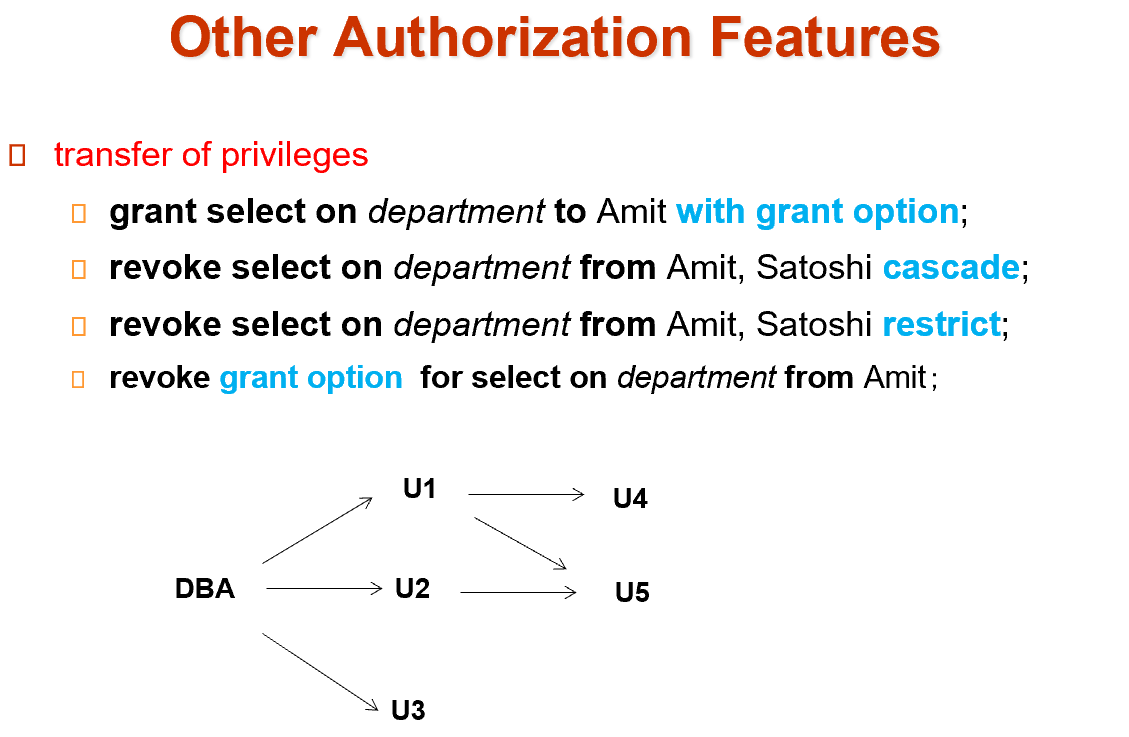 Other Authorization Features
transfer of privileges
grant select on department to Amit with grant option;
revoke select on department from Amit, Satoshi cascade;
revoke select on department from Amit, Satoshi restrict;
revoke grant option for select on department from Amit;
U1
U4
DBA
U2
U5
U3